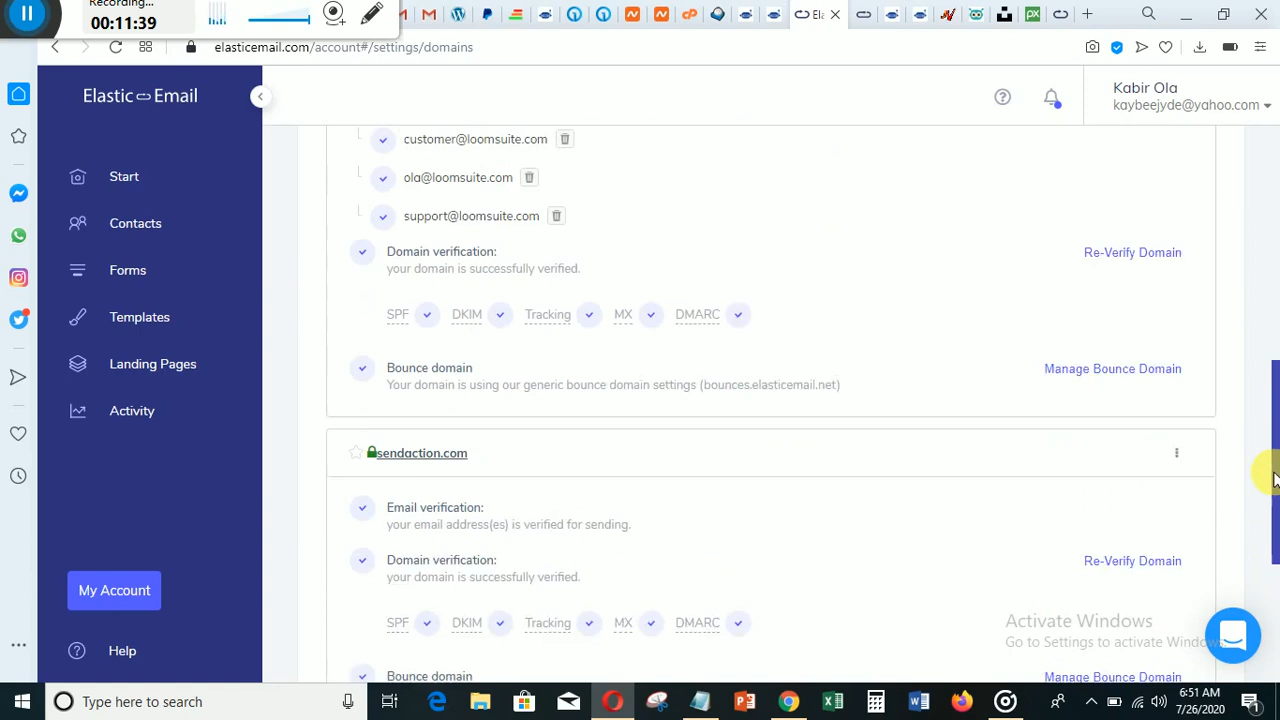 Recording...
00:11:39
elasticemail.com/account#/settings/domains
Elastic Email
Kabir Ola
kaybeejyde@yahoo.com
Start
Contacts
Forms
Templates
Landing Pages
Activity
My Account
Help
customer@loomsuite.com
ola@loomsuite.com
support@loomsuite.com
Domain verification:
Re-Verify Domain
your domain is successfully verified.
SPF DKIM Tracking MX DMARC
Bounce domain
Manage Bounce Domain
Your domain is using our generic bounce domain settings (bounces.elasticemail.net)
sendaction.com
Email verification:
your email address(es) is verified for sending.
Domain verification:
Re-Verify Domain
your domain is successfully verified.
SPF DKIM Tracking MX DMARC
Bounce domain
Manage Bounce Domain
Activate Windows
Go to Settings to activate Windows.
Type here to search
6:51 AM
7/26/2020